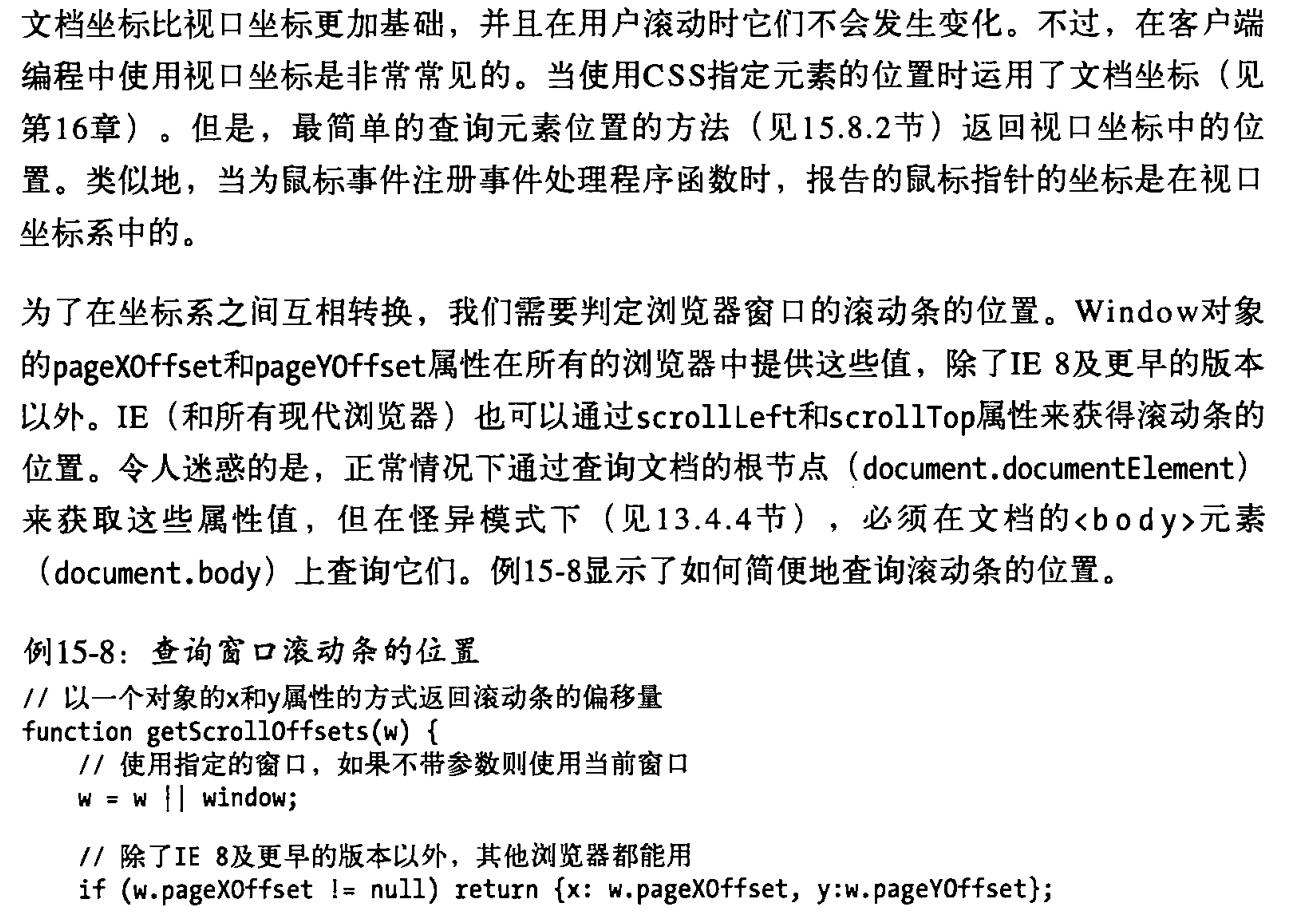 文档坐标比视口坐标更加基础，并且在用户滚动时它们不会发生变化。不过，在客户端
编程中使用视口坐标是非常常见的。当使用CSS指定元素的位置时运用了文档坐标（见
第16章）。但是，最简单的查询元素位置的方法（见15.8.2节）返回视口坐标中的位
置。类似地，当为鼠标事件注册事件处理程序函数时，报告的鼠标指针的坐标是在视口
坐标系中的。
为了在坐标系之间互相转换，我们需要判定浏览器窗口的滚动条的位置。Window对象
的pageXOffset和pageYOffset属性在所有的浏览器中提供这些值，除了IE 8及更早的版本
以外。IE（和所有现代浏览器）也可以通过scrollLeft和scrollTop属性来获得滚动条的
位置。令人迷惑的是，正常情况下通过查询文档的根节点（document.documentElement）
来获取这些属性值，但在怪异模式下（见13.4.4节），必须在文档的<body>元素
（document.body）上查询它们。例15-8显示了如何简便地查询滚动条的位置。
例15-8：查询窗口滚动条的位置
// 以一个对象的x和y属性的方式返回滚动条的偏移量
function getScrollOffsets(w) {
    // 使用指定的窗口，如果不带参数则使用当前窗口
    w = w || window;
    // 除了IE 8及更早的版本以外，其他浏览器都能用
    if (w.pageXOffset != null) return {x: w.pageXOffset, y:w.pageYOffset};